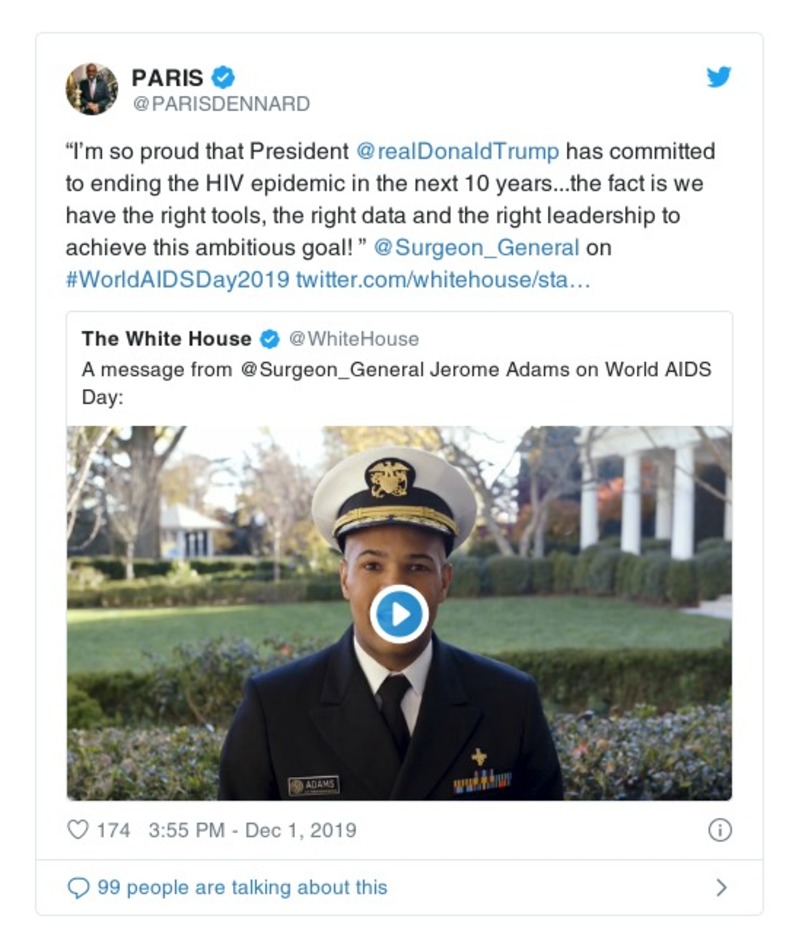 PARIS
@PARISDENNARD
“I’m so proud that President @realDonaldTrump has committed
to ending the HIV epidemic in the next 10 years...the fact is we
have the right tools, the right data and the right leadership to
achieve this ambitious goal! ” @Surgeon_General on
#WorldAIDSDay2019 twitter.com/whitehouse/sta…
The White House @WhiteHouse
A message from @Surgeon_General Jerome Adams on World AIDS
Day:
ADAMS
174 3:55 PM - Dec 1, 2019
99 people are talking about this